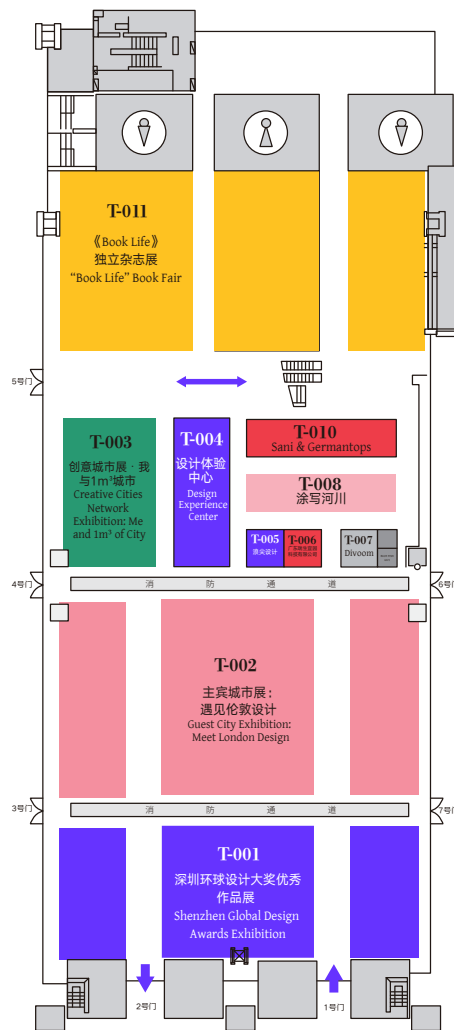 T-011
《Book Life》
独立杂志展
“Book Life” Book Fair
5号门
T-003
创意城市展 · 我
与1m³城市
Creative Cities
Network
Exhibition: Me
and 1m³ of City
T-004
设计体验
中心
Design
Experience
Center
T-010
Sani & Germantops
T-008
涂写河川
T-005
顶尖设计
T-006
T-007
Divoom
4号门
消防通道
6号门
T-002
主宾城市展：
遇见伦敦设计
Guest City Exhibition:
Meet London Design
3号门
消防通道
7号门
T-001
深圳环球设计大奖优秀
作品展
Shenzhen Global Design
Awards Exhibition
2号门
1号门